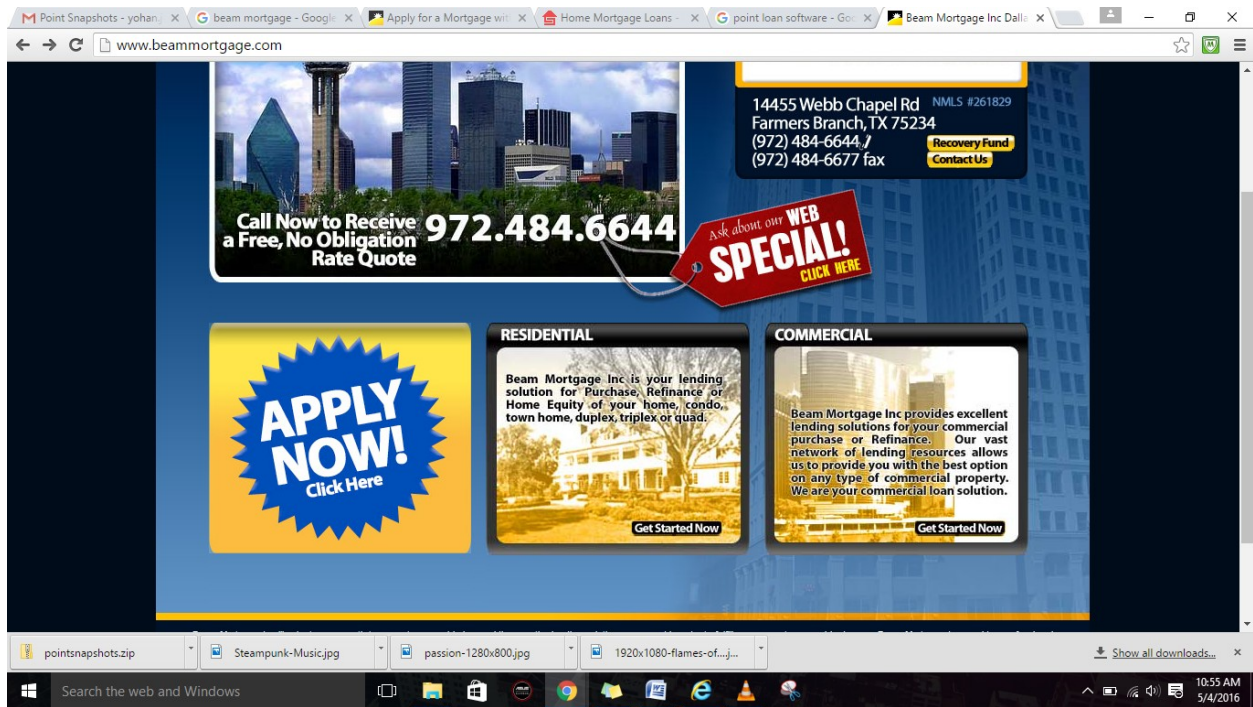 Point Snapshots - yohan.j
beam mortgage - Google
Apply for a Mortgage wit
Home Mortgage Loans -
point loan software - Goo
Beam Mortgage Inc Dalla
www.beammortgage.com
14455 Webb Chapel Rd NMLS #261829
Farmers Branch, TX 75234
(972) 484-6644
Recovery Fund
(972) 484-6677 fax
Contact Us
Call Now to Receive
a Free, No Obligation
Rate Quote
972.484.6644
Ask about our WEB
SPECIAL!
CLICK HERE
APPLY
NOW!
Click Here
RESIDENTIAL
Beam Mortgage Inc is your lending
solution for Purchase, Refinance or
Home Equity of your home, condo,
town home, duplex, triplex or quad.
Get Started Now
COMMERCIAL
Beam Mortgage Inc provides excellent
lending solutions for your commercial
purchase or Refinance. Our vast
network of lending resources allows
us to provide you with the best option
on any type of commercial property.
We are your commercial loan solution.
Get Started Now
pointsnapshots.zip
Steampunk-Music.jpg
passion-1280x800.jpg
1920x1080-flames-of....j...
Show all downloads...
Search the web and Windows
10:55 AM
5/4/2016